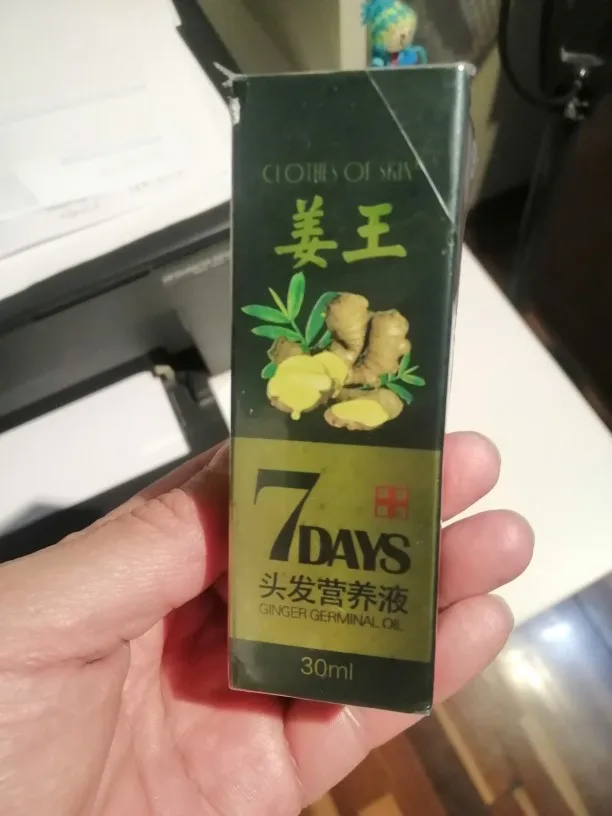 CLOTHES OF SKIN
姜王
7DAYS
头发营养液
GINGER GERMINAL OIL
30ml